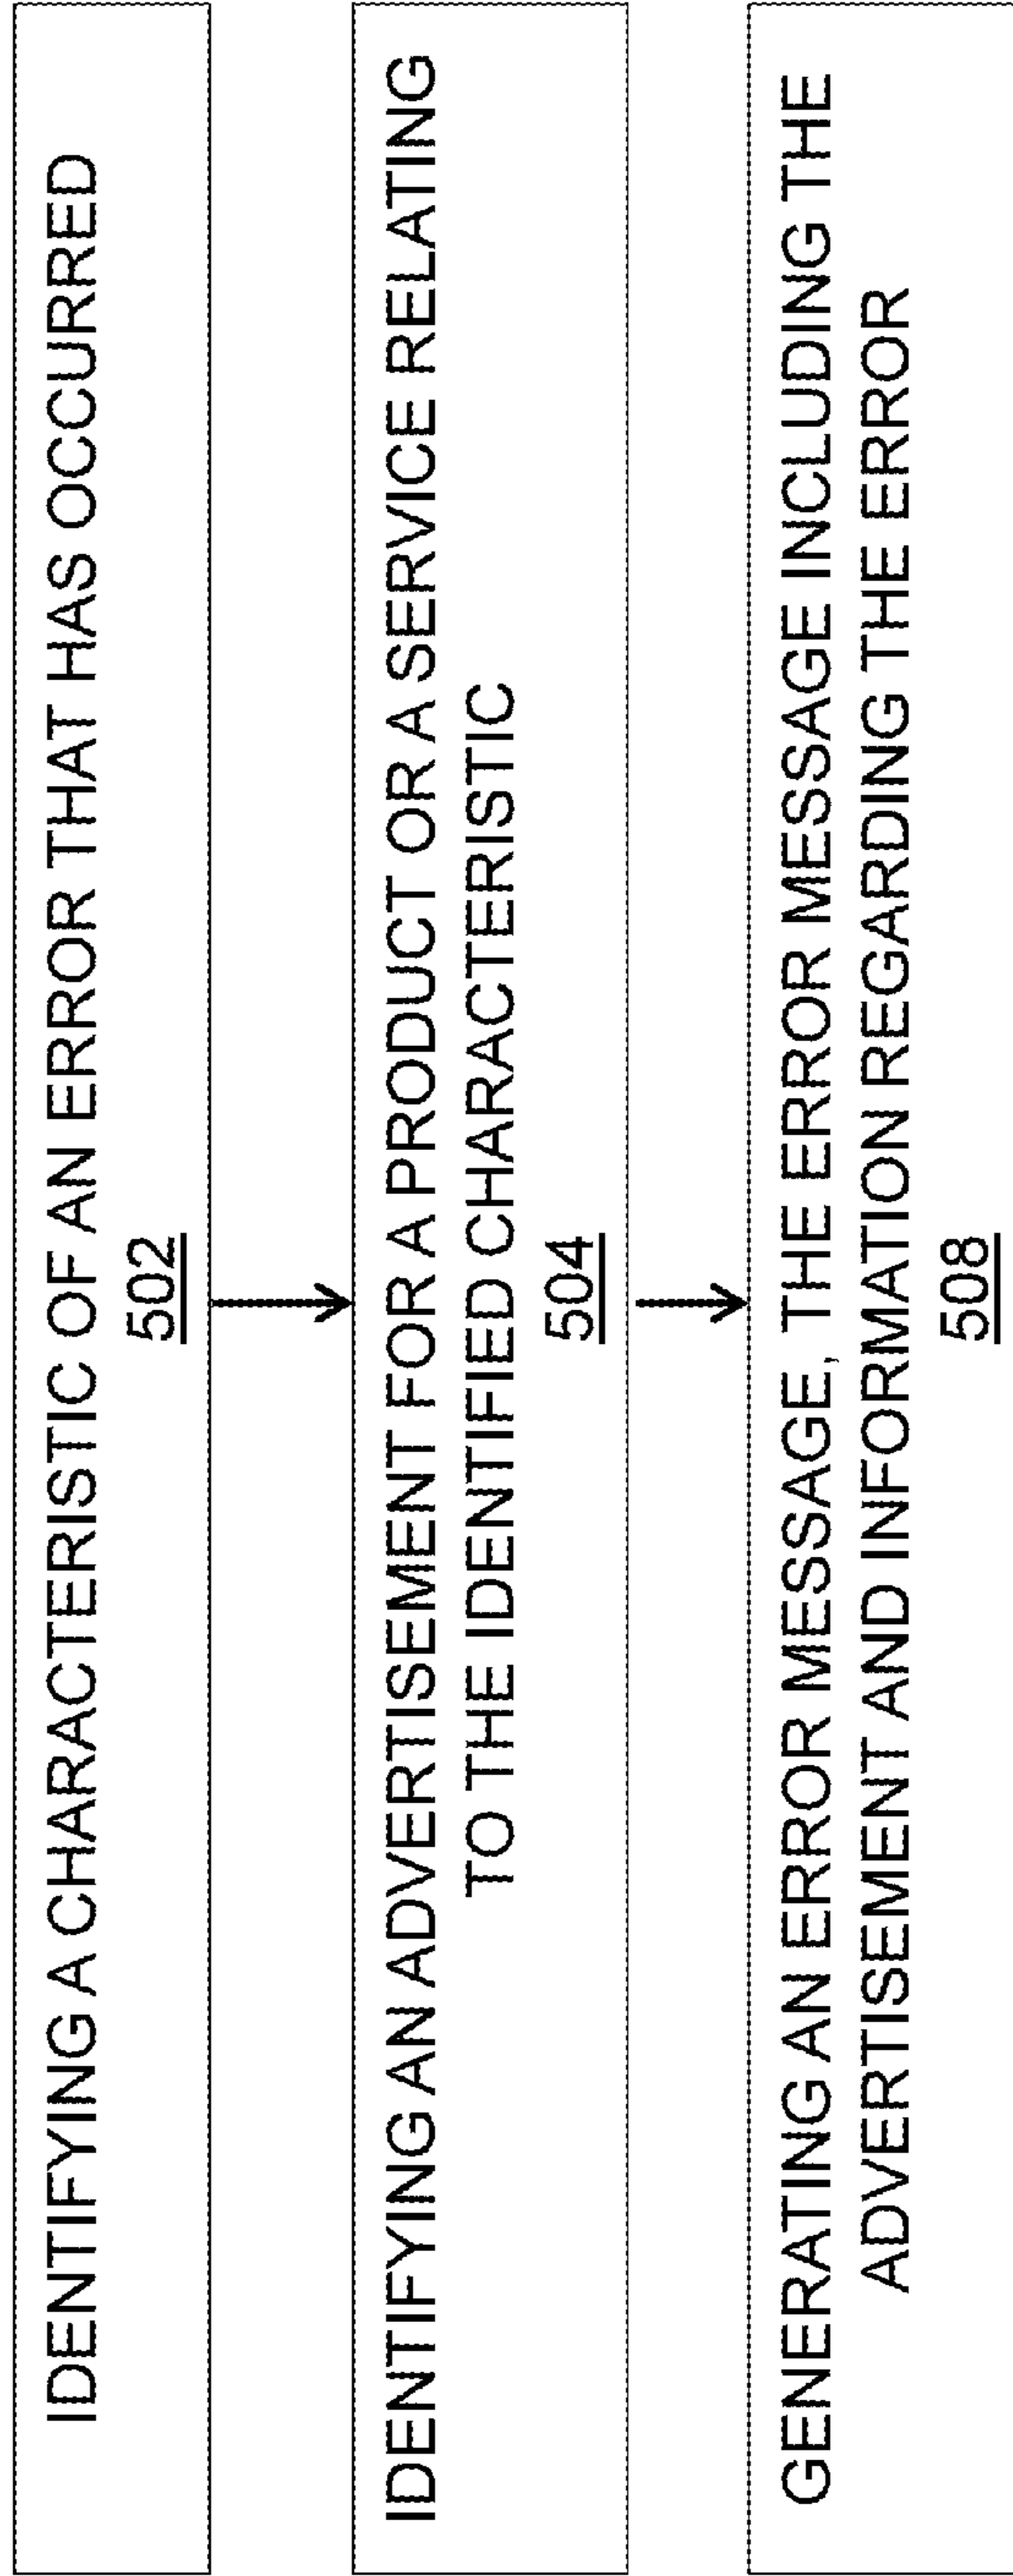 IDENTIFYING A CHARACTERISTIC OF AN ERROR THAT HAS OCCURRED
502
IDENTIFYING AN ADVERTISEMENT FOR A PRODUCT OR A SERVICE RELATING
TO THE IDENTIFIED CHARACTERISTIC
504
GENERATING AN ERROR MESSAGE, THE ERROR MESSAGE INCLUDING THE
ADVERTISEMENT AND INFORMATION REGARDING THE ERROR
508